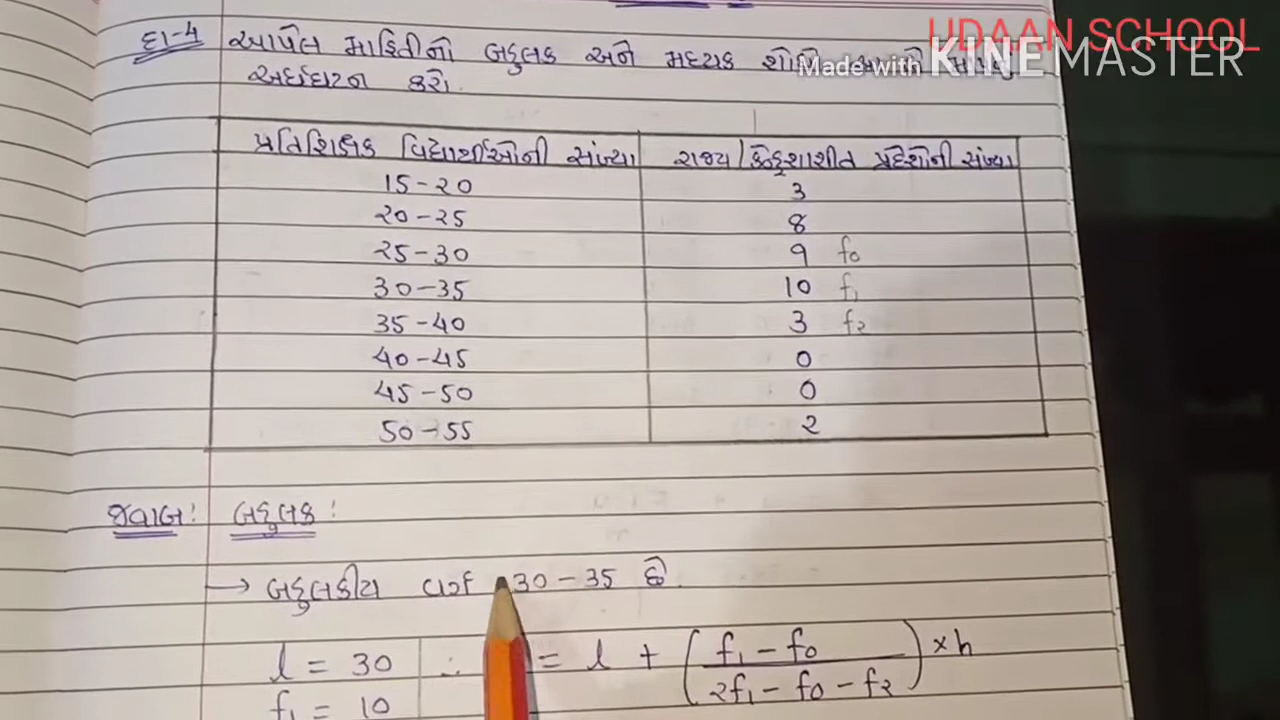 UDAAN SCHOOL
Made with KINEMASTER
દા-4 આપેલ માહિતીનો બહુલક અને મધ્યક શોધો
અર્થઘટન કરો.
પ્રતિશિક્ષક વિદ્યાર્થીઓની સંખ્યા રાજ્ય/કેન્દ્રશાસીત પ્રદેશોની સંખ્યા
15-20 3
20-25 8
25-30 9 f0
30-35 10 f1
35-40 3 f2
40-45 0
45-50 0
50-55 2
જવાબ: બહુલક:
→ બહુલકીય વર્ગ 30-35 છે.
l = 30 ∴ = l + (f1 - f0 / 2f1 - f0 - f2) × h
f1 = 10